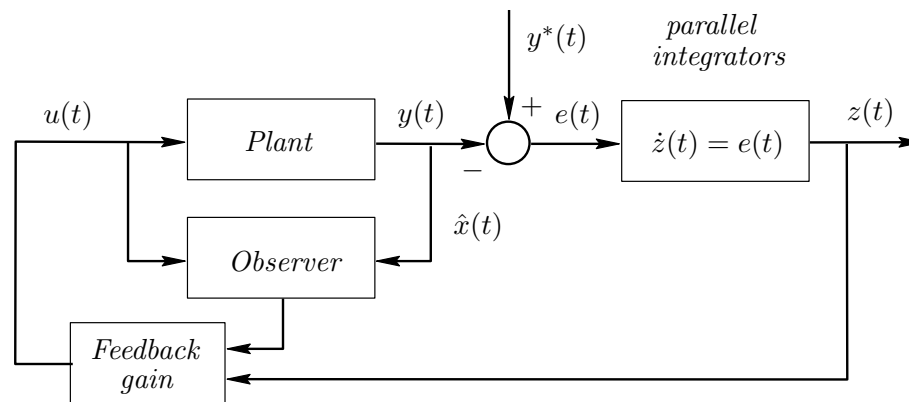 parallel
integrators
y*(t)
u(t)
Plant
y(t)
+
−
e(t)
ż(t) = e(t)
z(t)
x̂(t)
Observer
Feedback
gain